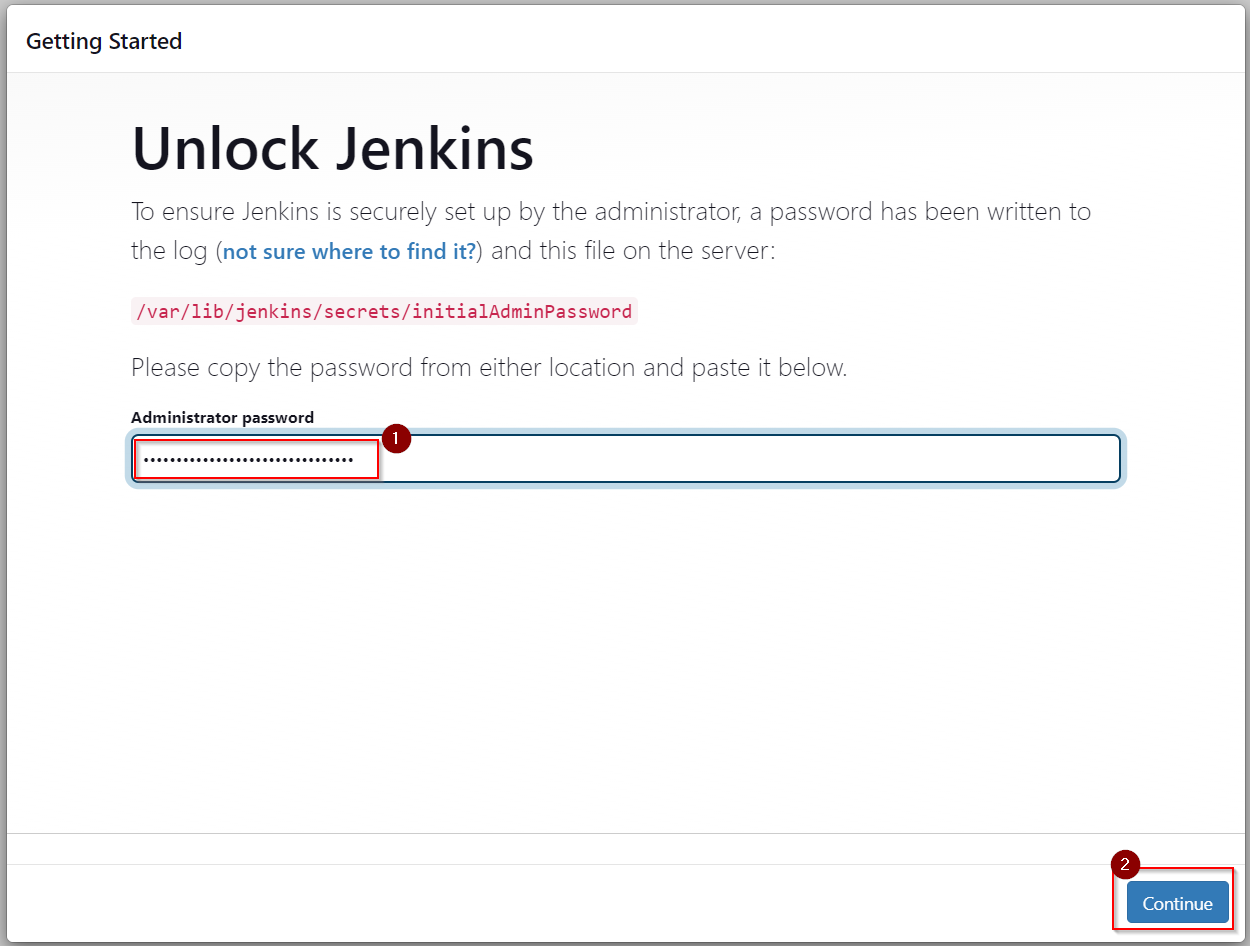 Getting Started
Unlock Jenkins
To ensure Jenkins is securely set up by the administrator, a password has been written to
the log (not sure where to find it?) and this file on the server:
/var/lib/jenkins/secrets/initialAdminPassword
Please copy the password from either location and paste it below.
Administrator password
1
••••••••••••••••••••••••••••••••
2
Continue